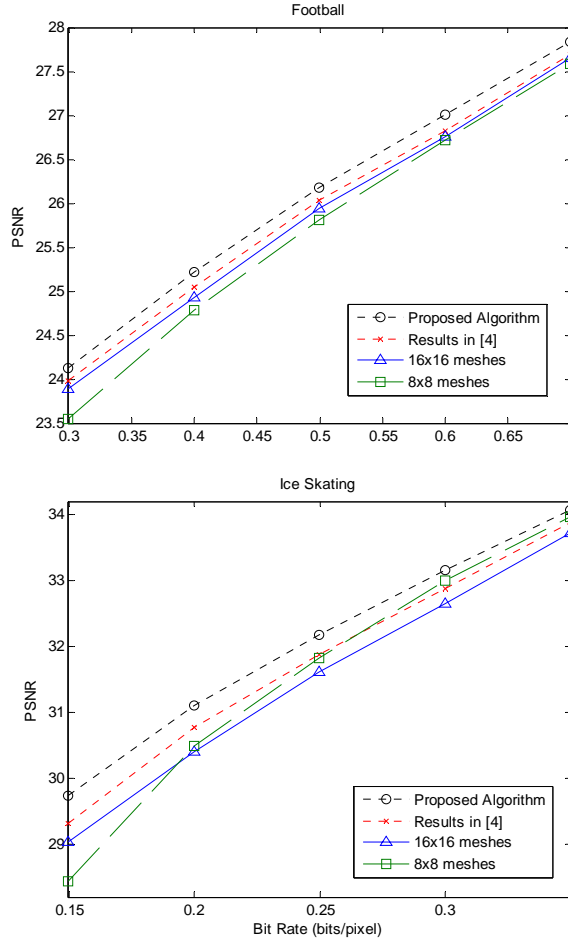 Football
28
27.5
27
26.5
26
25.5
25
24.5
24
23.5
PSNR
0.3 0.35 0.4 0.45 0.5 0.55 0.6 0.65
Proposed Algorithm
Results in [4]
16x16 meshes
8x8 meshes
Ice Skating
34
33
32
31
30
29
PSNR
0.15 0.2 0.25 0.3
Bit Rate (bits/pixel)
Proposed Algorithm
Results in [4]
16x16 meshes
8x8 meshes